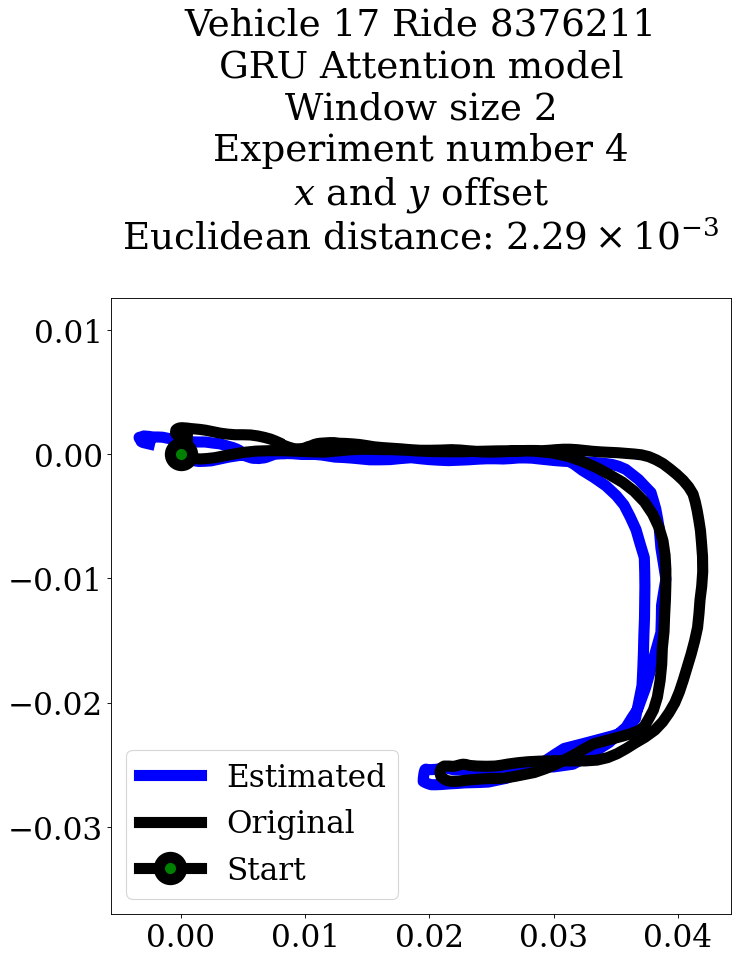 Vehicle 17 Ride 8376211
GRU Attention model
Window size 2
Experiment number 4
x and y offset
Euclidean distance: 2.29 × 10⁻³
0.01
0.00
−0.01
−0.02
−0.03
Estimated
Original
Start
0.00 0.01 0.02 0.03 0.04